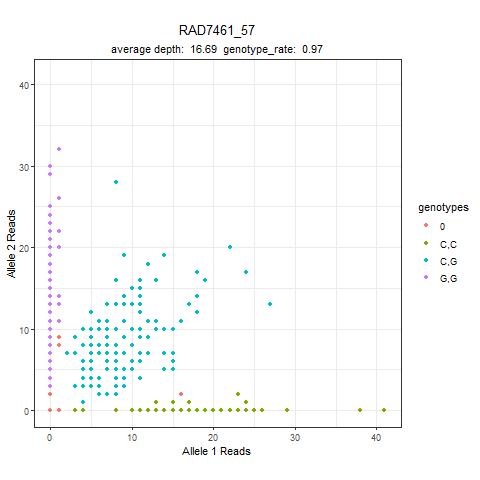 RAD7461_57
average depth: 16.69 genotype_rate: 0.97
40
30
20
10
0
Allele 2 Reads
0 10 20 30 40
Allele 1 Reads
genotypes
0
C,C
C,G
G,G